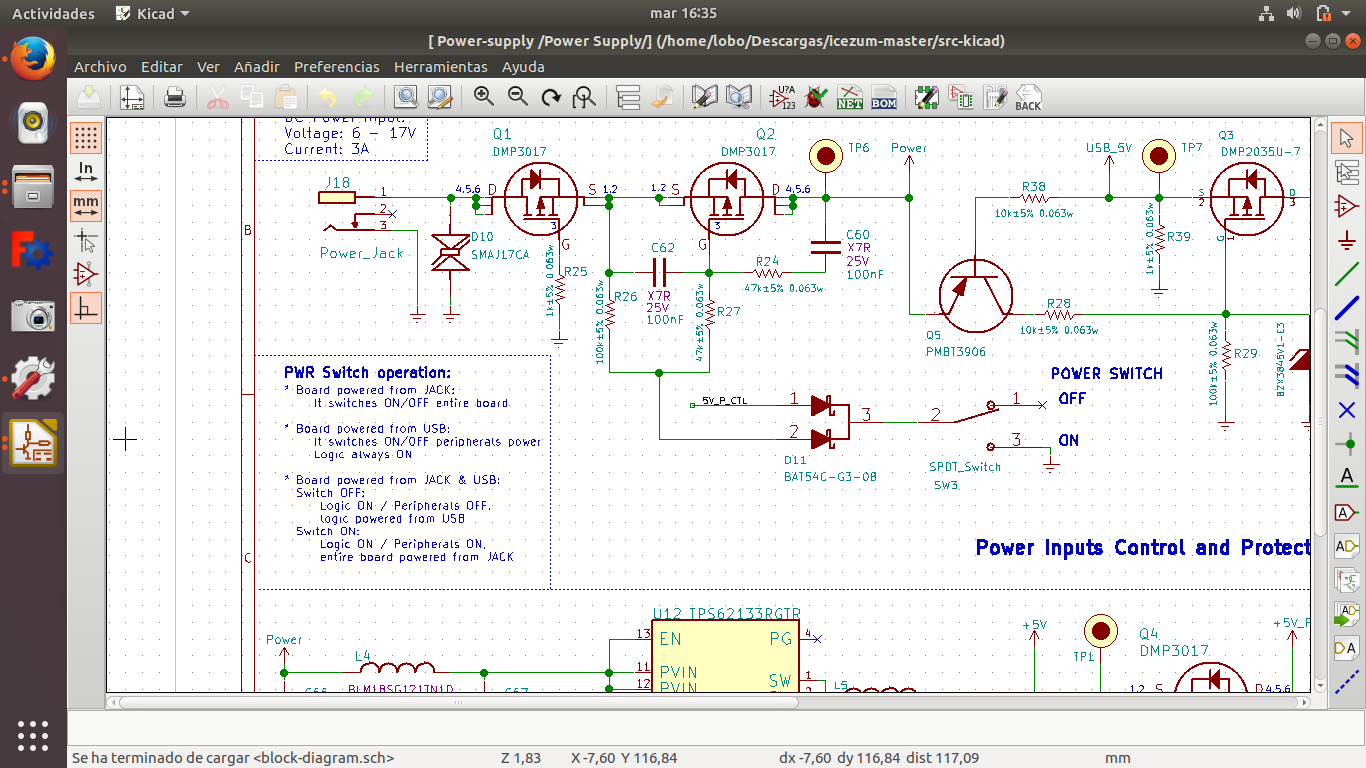 Actividades
Kicad
mar 16:35
[ Power-supply /Power Supply/] (/home/lobo/Descargas/icezum-master/src-kicad)
Archivo Editar Ver Añadir Preferencias Herramientas Ayuda
U?A
123
NET
BOM
BACK
In
mm
DC Power Input:
Voltage: 6 - 17V
Current: 3A
Q1
DMP3017
Q2
DMP3017
TP6
Power
USB_5V
TP7
Q3
DMP2035U-7
J18
1
2
3
Power_Jack
4,5,6 D
S 1,2
3
G
1,2 S
D 4,5,6
3
G
R38
10k±5% 0.063w
S
2
D
3
G
1
B
D10
SMAJ17CA
R25
1k±5% 0.063w
C62
X7R
25V
100nF
R26
100k±5% 0.063w
R27
47k±5% 0.063w
R24
47k±5% 0.063w
C60
X7R
25V
100nF
R39
1k±5% 0.063w
Q5
PMBT3906
R28
10k±5% 0.063w
R29
100k±5% 0.063w
BZX384SV1-E3
PWR Switch operation:
* Board powered from JACK:
It switches ON/OFF entire board
* Board powered from USB:
It switches ON/OFF peripherals power
Logic always ON
* Board powered from JACK & USB:
Switch OFF:
Logic ON / Peripherals OFF,
logic powered from USB
Switch ON:
Logic ON / Peripherals ON,
entire board powered from JACK
5V_P_CTL
1
2
3
D11
BAT54C-G3-08
POWER SWITCH
2
1
OFF
3
ON
SPDT_Switch
SW3
C
Power Inputs Control and Protect
U12 TPS62133RGTR
13 EN
PG 4
11 PVIN
12 PVIN
SW 1
Power
L4
BLM18SG121TN1D
C66
C67
L5
+5V
TP1
Q4
DMP3017
1,2 S
D 4,5,6
+5V_P
A
A
AD
AD
DA
Se ha terminado de cargar <block-diagram.sch>
Z 1,83
X -7,60 Y 116,84
dx -7,60 dy 116,84 dist 117,09
mm